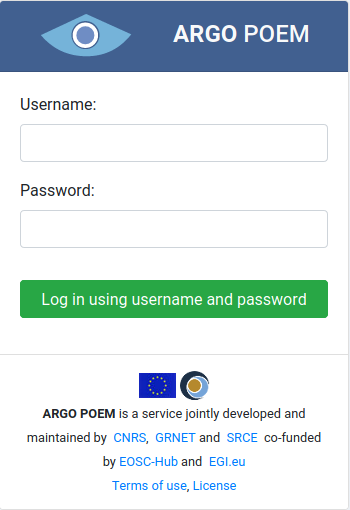 ARGO POEM
Username:
Password:
Log in using username and password
ARGO POEM is a service jointly developed and
maintained by CNRS, GRNET and SRCE co-funded
by EOSC-Hub and EGI.eu
Terms of use, License